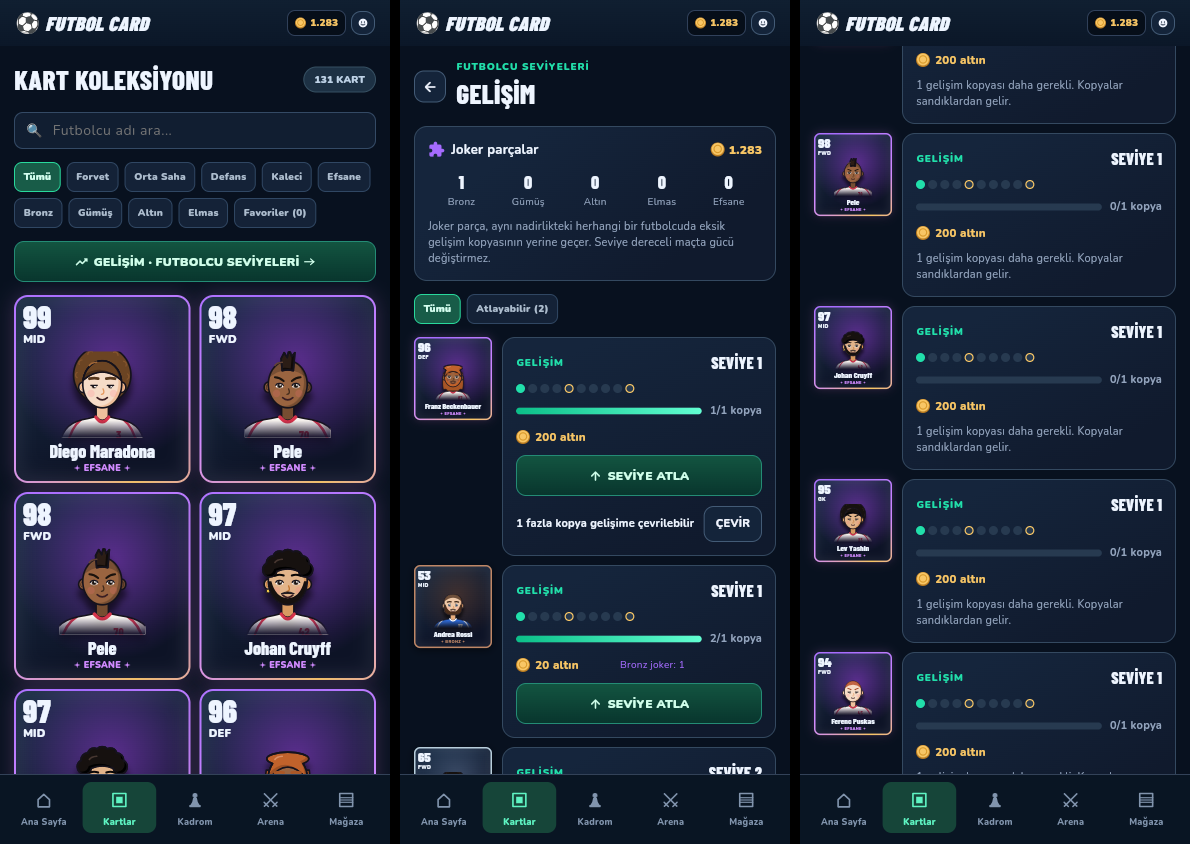 FUTBOL CARD
1.283
KART KOLEKSİYONU
131 KART
Futbolcu adı ara...
Tümü
Forvet
Orta Saha
Defans
Kaleci
Efsane
Bronz
Gümüş
Altın
Elmas
Favoriler (0)
GELİŞİM · FUTBOLCU SEVİYELERİ →
99
MID
Diego Maradona
+ EFSANE +
98
FWD
Pele
+ EFSANE +
98
FWD
Pele
+ EFSANE +
97
MID
Johan Cruyff
+ EFSANE +
97
MID
96
DEF
Ana Sayfa
Kartlar
Kadrom
Arena
Mağaza
FUTBOL CARD
1.283
FUTBOLCU SEVİYELERİ
←
GELİŞİM
Joker parçalar
1.283
1
0
0
0
0
Bronz
Gümüş
Altın
Elmas
Efsane
Joker parça, aynı nadirlikteki herhangi bir futbolcuda eksik
gelişim kopyasının yerine geçer. Seviye dereceli maçta gücü
değiştirmez.
Tümü
Atlayabilir (2)
96
DEF
Franz Beckenbauer
+ EFSANE +
GELİŞİM
SEVİYE 1
1/1 kopya
200 altın
↑ SEVİYE ATLA
1 fazla kopya gelişime çevrilebilir
ÇEVİR
53
MID
Andrea Rossi
+ BRONZ +
GELİŞİM
SEVİYE 1
2/1 kopya
20 altın
Bronz joker: 1
↑ SEVİYE ATLA
65
FWD
GELİŞİM
SEVİYE 2
Ana Sayfa
Kartlar
Kadrom
Arena
Mağaza
FUTBOL CARD
1.283
200 altın
1 gelişim kopyası daha gerekli. Kopyalar
sandıklardan gelir.
98
FWD
Pele
+ EFSANE +
GELİŞİM
SEVİYE 1
0/1 kopya
200 altın
1 gelişim kopyası daha gerekli. Kopyalar
sandıklardan gelir.
97
MID
Johan Cruyff
+ EFSANE +
GELİŞİM
SEVİYE 1
0/1 kopya
200 altın
1 gelişim kopyası daha gerekli. Kopyalar
sandıklardan gelir.
95
GK
Lev Yashin
+ EFSANE +
GELİŞİM
SEVİYE 1
0/1 kopya
200 altın
1 gelişim kopyası daha gerekli. Kopyalar
sandıklardan gelir.
94
FWD
Ferenc Puskas
+ EFSANE +
GELİŞİM
SEVİYE 1
0/1 kopya
200 altın
Ana Sayfa
Kartlar
Kadrom
Arena
Mağaza